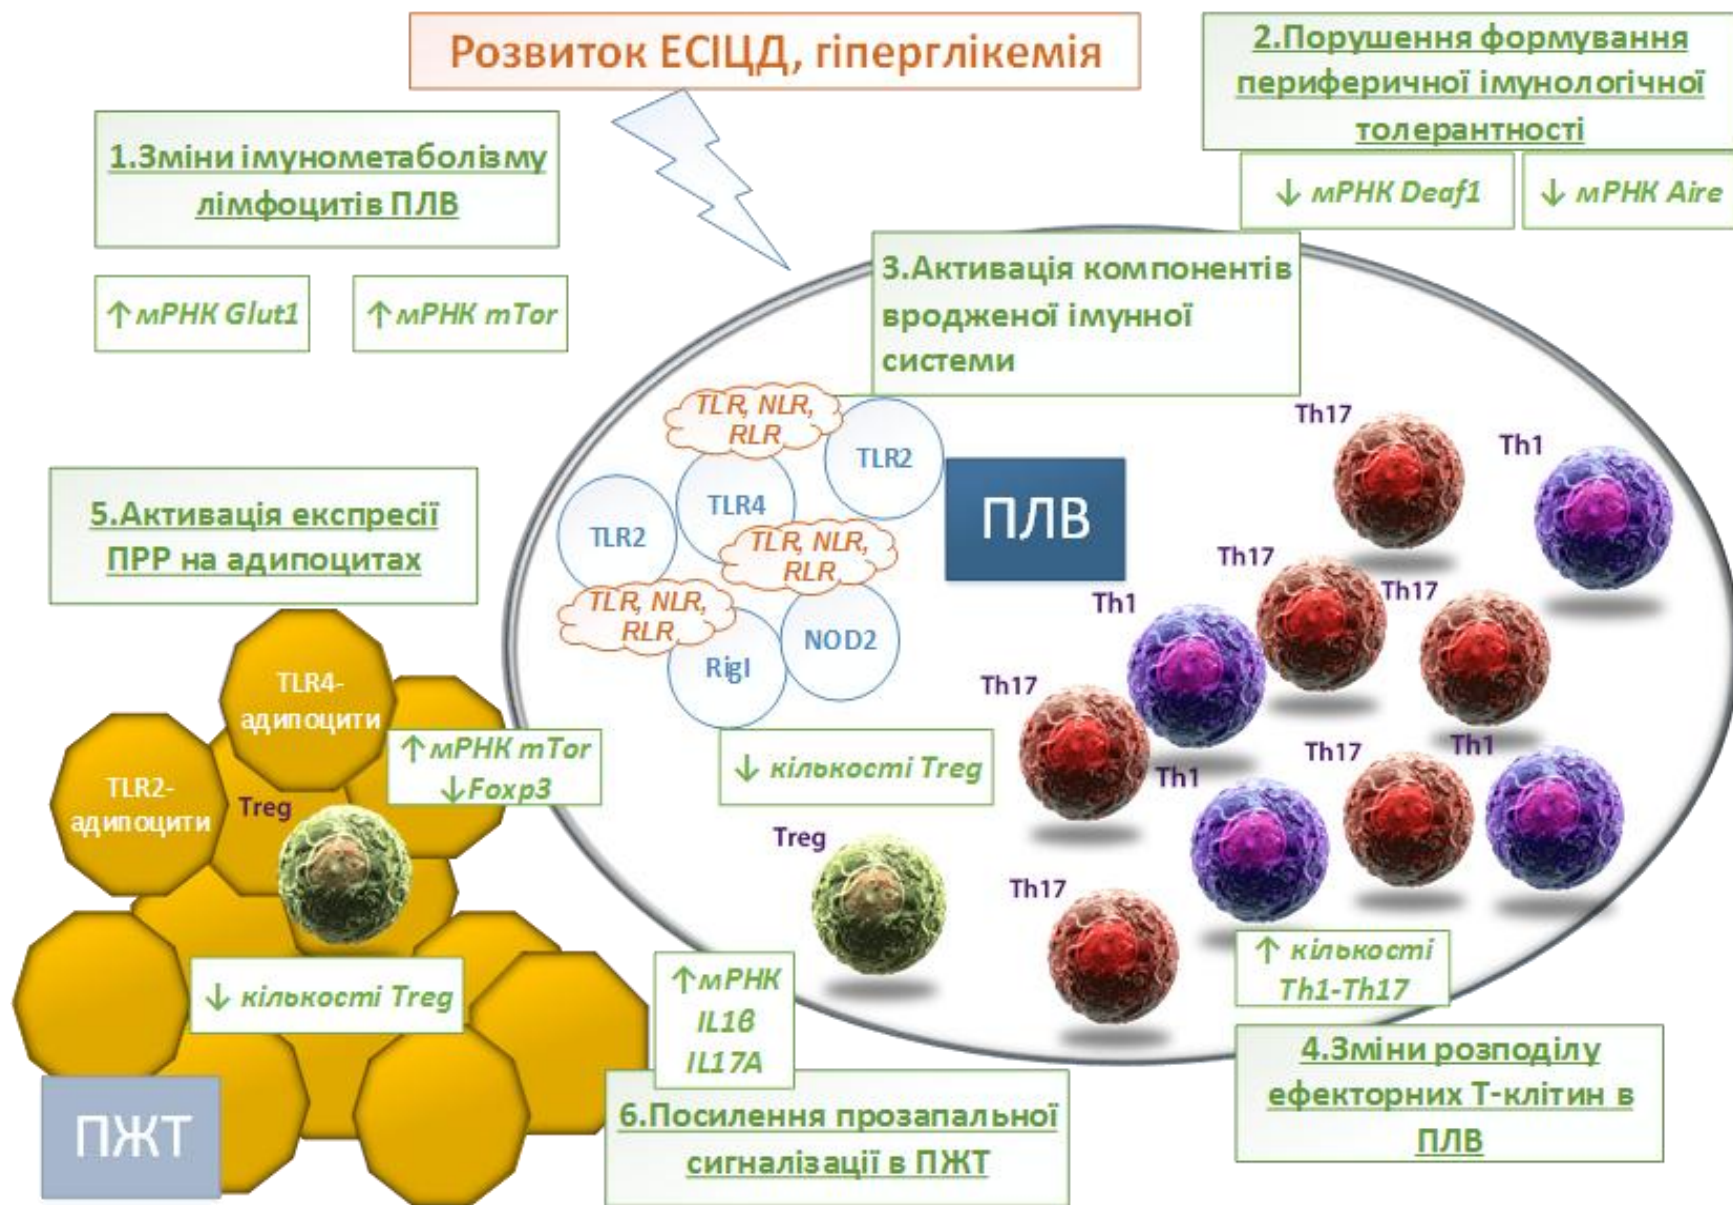 Розвиток ЕСІЦД, гіперглікемія
1.Зміни імунометаболізму
лімфоцитів ПЛВ
↑мРНК Glut1
↑мРНК mTor
2.Порушення формування
периферичної імунологічної
толерантності
↓ мРНК Deaf1
↓ мРНК Aire
3.Активація компонентів
вродженої імунної
системи
TLR, NLR,
RLR
TLR2
TLR4
TLR2
TLR, NLR,
RLR
TLR, NLR,
RLR
NOD2
RigI
ПЛВ
Th17
Th1
Th17
Th17
Th1
Th17
Th17
Th1
Th1
Th17
↓ кількості Treg
Treg
↑ кількості
Th1-Th17
4.Зміни розподілу
ефекторних Т-клітин в
ПЛВ
5.Активація експресії
ПРР на адипоцитах
TLR4-
адипоцити
TLR2-
адипоцити
↑мРНК mTor
↓Foxp3
Treg
↓ кількості Treg
ПЖТ
↑мРНК
IL1β
IL17A
6.Посилення прозапальної
сигналізації в ПЖТ